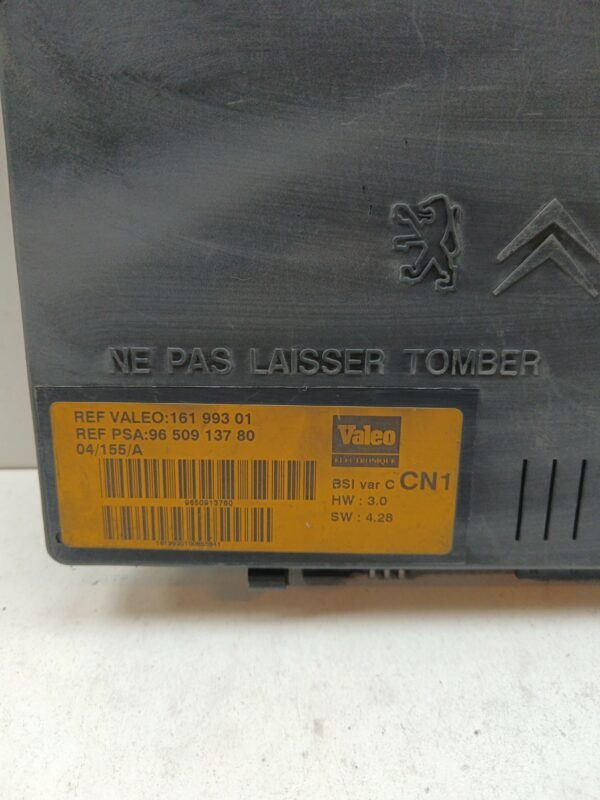 NE PAS LAISSER TOMBER
REF VALEO:161 993 01
REF PSA:96 509 137 80
04/155/A
Valeo
ELECTRONIQUE
BSI var C CN1
HW : 3.0
SW : 4.28
9650913780